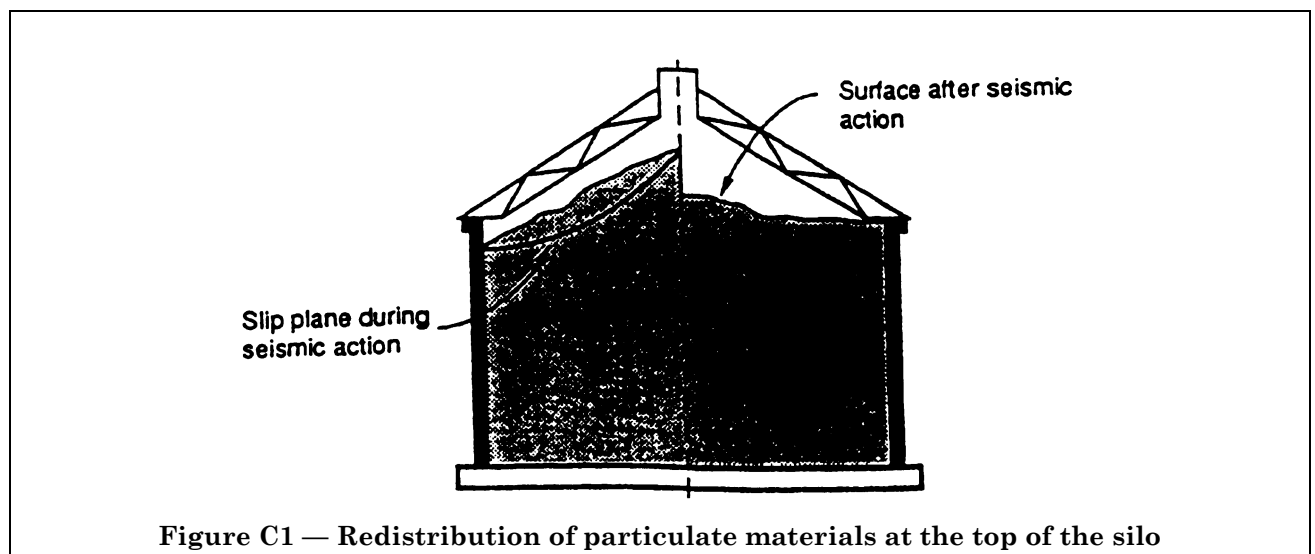 Surface after seismic
action
Slip plane during
seismic action
Figure C1 — Redistribution of particulate materials at the top of the silo